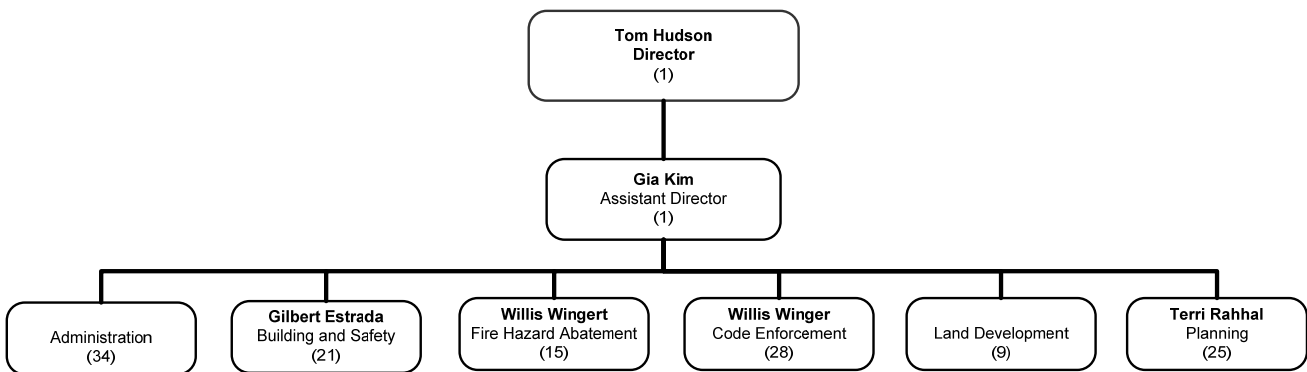 Tom Hudson
Director
(1)
Gia Kim
Assistant Director
(1)
Administration
(34)
Gilbert Estrada
Building and Safety
(21)
Willis Wingert
Fire Hazard Abatement
(15)
Willis Winger
Code Enforcement
(28)
Land Development
(9)
Terri Rahhal
Planning
(25)